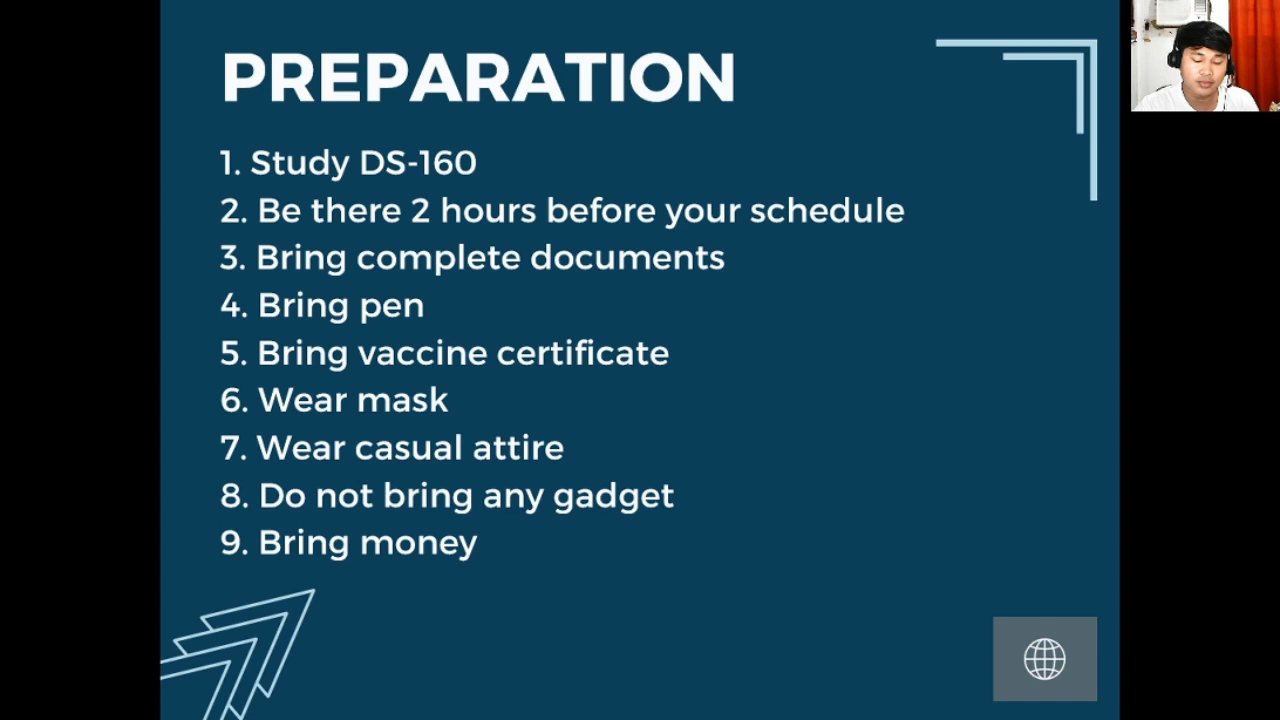 PREPARATION
1. Study DS-160
2. Be there 2 hours before your schedule
3. Bring complete documents
4. Bring pen
5. Bring vaccine certificate
6. Wear mask
7. Wear casual attire
8. Do not bring any gadget
9. Bring money